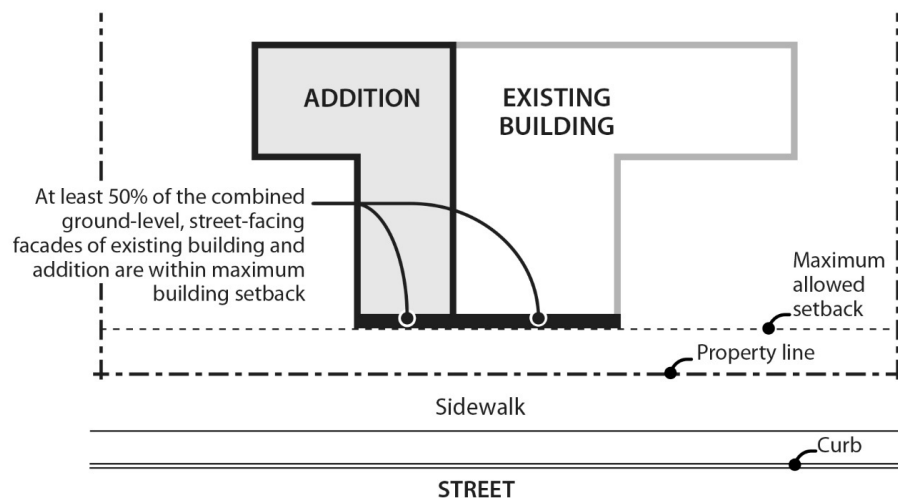 ADDITION
EXISTING
BUILDING
At least 50% of the combined
ground-level, street-facing
facades of existing building and
addition are within maximum
building setback
Maximum
allowed
setback
Property line
Sidewalk
Curb
STREET